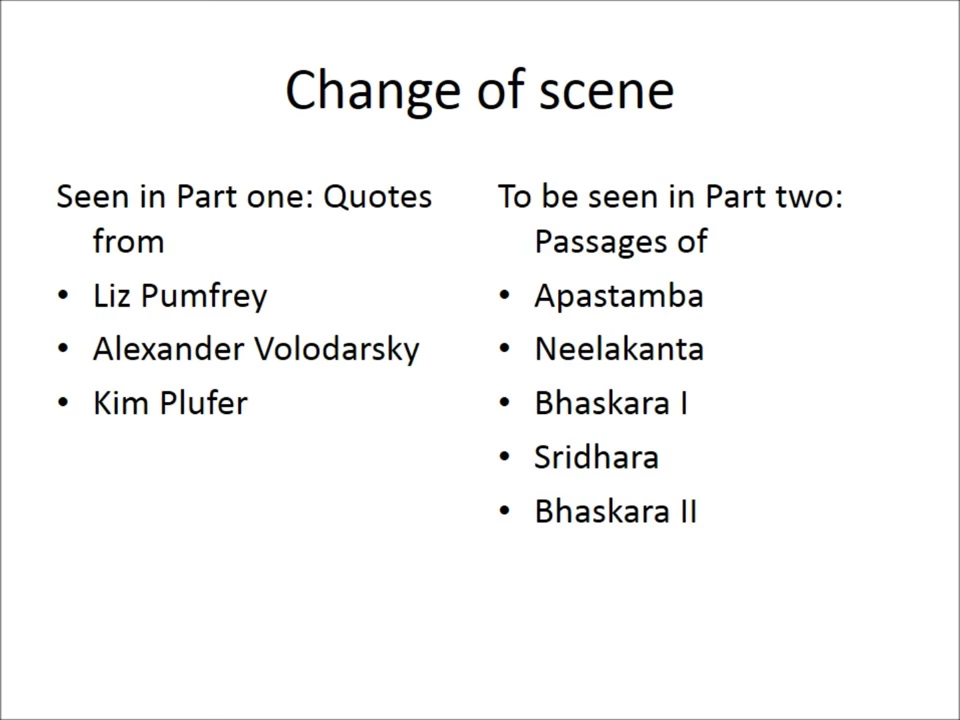 Change of scene
Seen in Part one: Quotes
from
• Liz Pumfrey
• Alexander Volodarsky
• Kim Plufer
To be seen in Part two:
Passages of
• Apastamba
• Neelakanta
• Bhaskara I
• Sridhara
• Bhaskara II